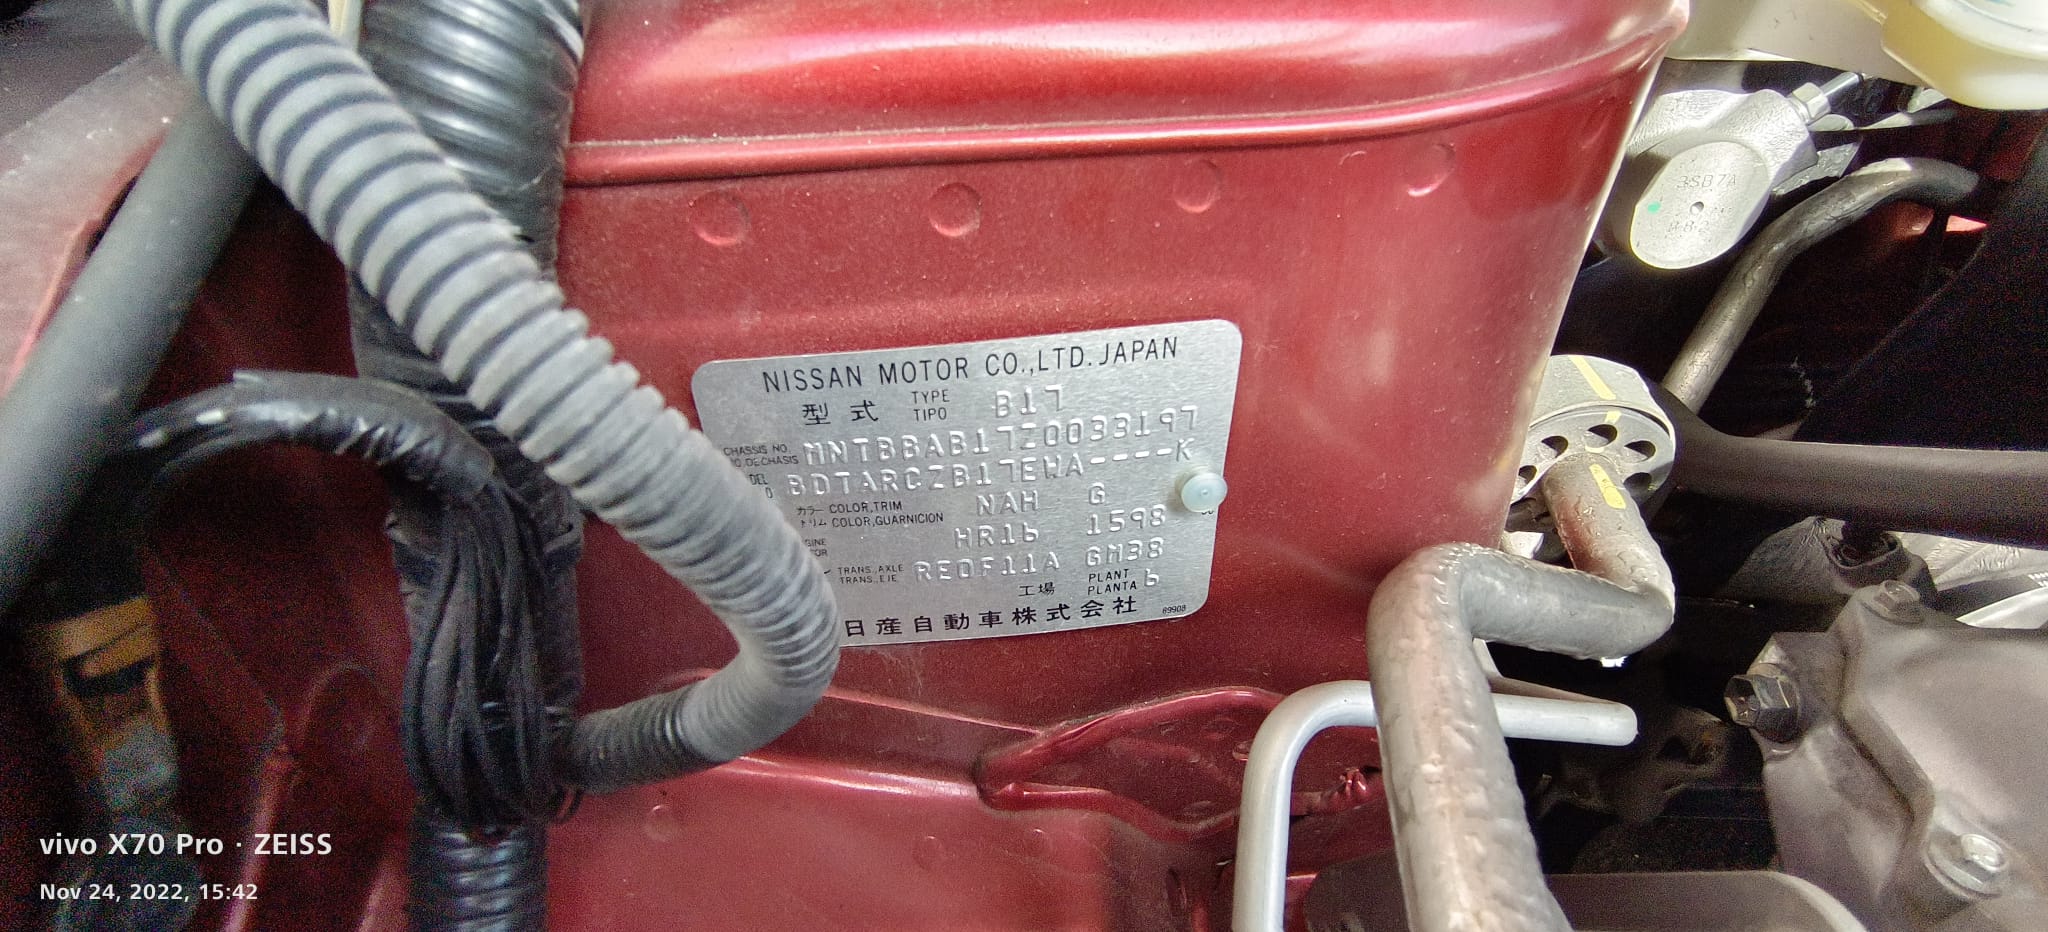 NISSAN MOTOR CO.,LTD. JAPAN
型式 TYPE TIPO B17
CHASSIS NO. NO.DECHASIS MNTBBAB17Z0033197
BDTARCZB17EWA----K
カラー COLOR,TRIM NAH G
トリム COLOR,GUARNICION
HR16 1598
TRANS.,AXLE TRANS.,EJE RE0F11A GM38
工場 PLANT PLANTA 6
日産自動車株式会社 89908
3SB7A
vivo X70 Pro · ZEISS
Nov 24, 2022, 15:42